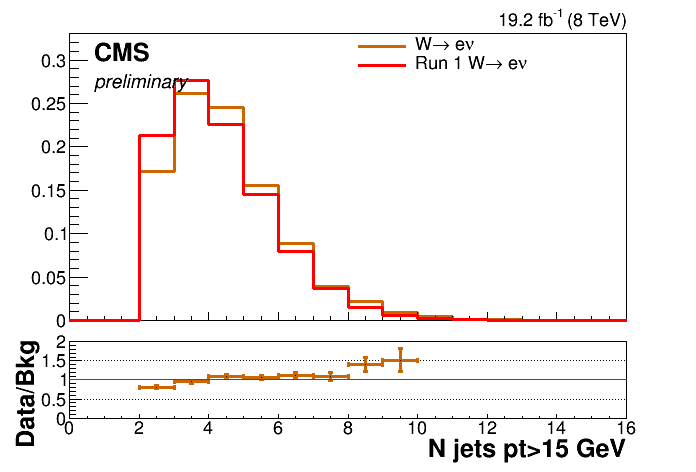 19.2 fb⁻¹ (8 TeV)
CMS
preliminary
W→ eν
Run 1 W→ eν
0.3
0.25
0.2
0.15
0.1
0.05
0
Data/Bkg
2
1.5
1
0.5
0
0 2 4 6 8 10 12 14 16
N jets pt>15 GeV